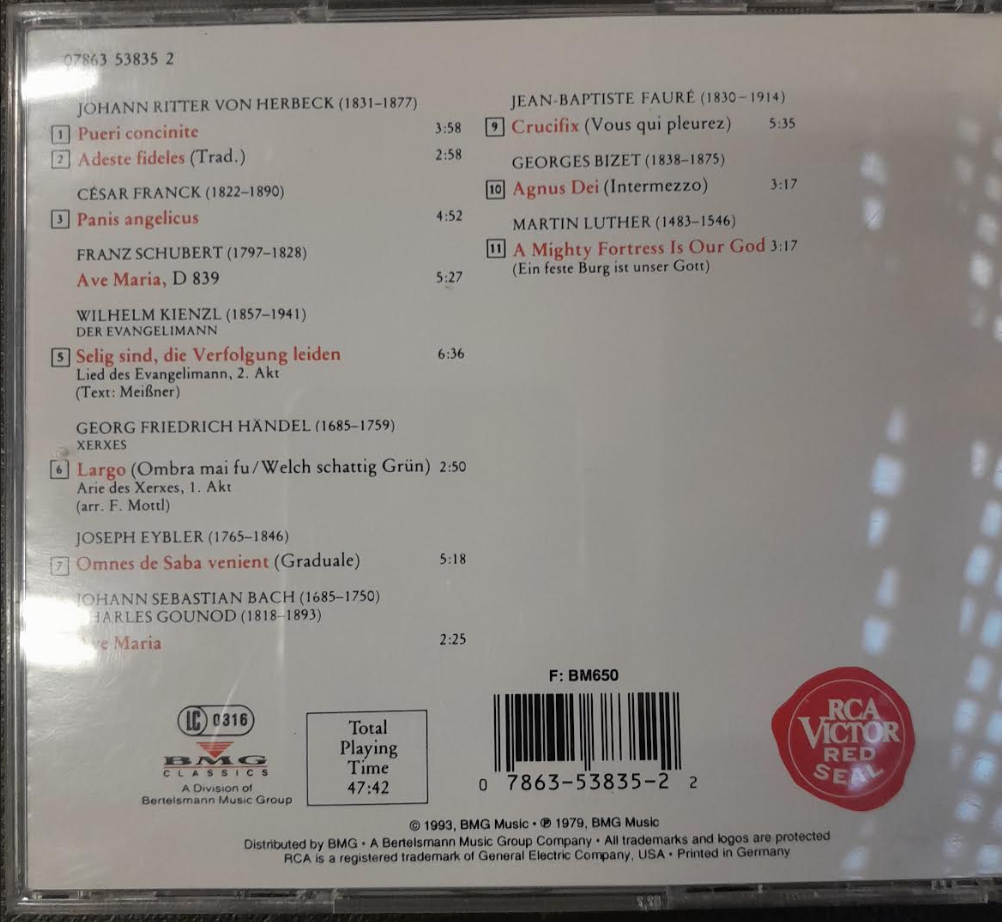 07863 53835 2
JOHANN RITTER VON HERBECK (1831–1877)
1 Pueri concinite 3:58
2 Adeste fideles (Trad.) 2:58
CÉSAR FRANCK (1822–1890)
3 Panis angelicus 4:52
FRANZ SCHUBERT (1797–1828)
Ave Maria, D 839 5:27
WILHELM KIENZL (1857–1941)
DER EVANGELIMANN
5 Selig sind, die Verfolgung leiden 6:36
Lied des Evangelimann, 2. Akt
(Text: Meißner)
GEORG FRIEDRICH HÄNDEL (1685–1759)
XERXES
6 Largo (Ombra mai fu/Welch schattig Grün) 2:50
Arie des Xerxes, 1. Akt
(arr. F. Mottl)
JOSEPH EYBLER (1765–1846)
7 Omnes de Saba venient (Graduale) 5:18
JOHANN SEBASTIAN BACH (1685–1750)
CHARLES GOUNOD (1818–1893)
Ave Maria 2:25
JEAN-BAPTISTE FAURÉ (1830–1914)
9 Crucifix (Vous qui pleurez) 5:35
GEORGES BIZET (1838–1875)
10 Agnus Dei (Intermezzo) 3:17
MARTIN LUTHER (1483–1546)
11 A Mighty Fortress Is Our God 3:17
(Ein feste Burg ist unser Gott)
LC 0316
BMG
CLASSICS
A Division of
Bertelsmann Music Group
Total
Playing
Time
47:42
F: BM650
0 7863-53835-2 2
RCA
VICTOR
RED
SEAL
© 1993, BMG Music • ℗ 1979, BMG Music
Distributed by BMG • A Bertelsmann Music Group Company • All trademarks and logos are protected
RCA is a registered trademark of General Electric Company, USA • Printed in Germany